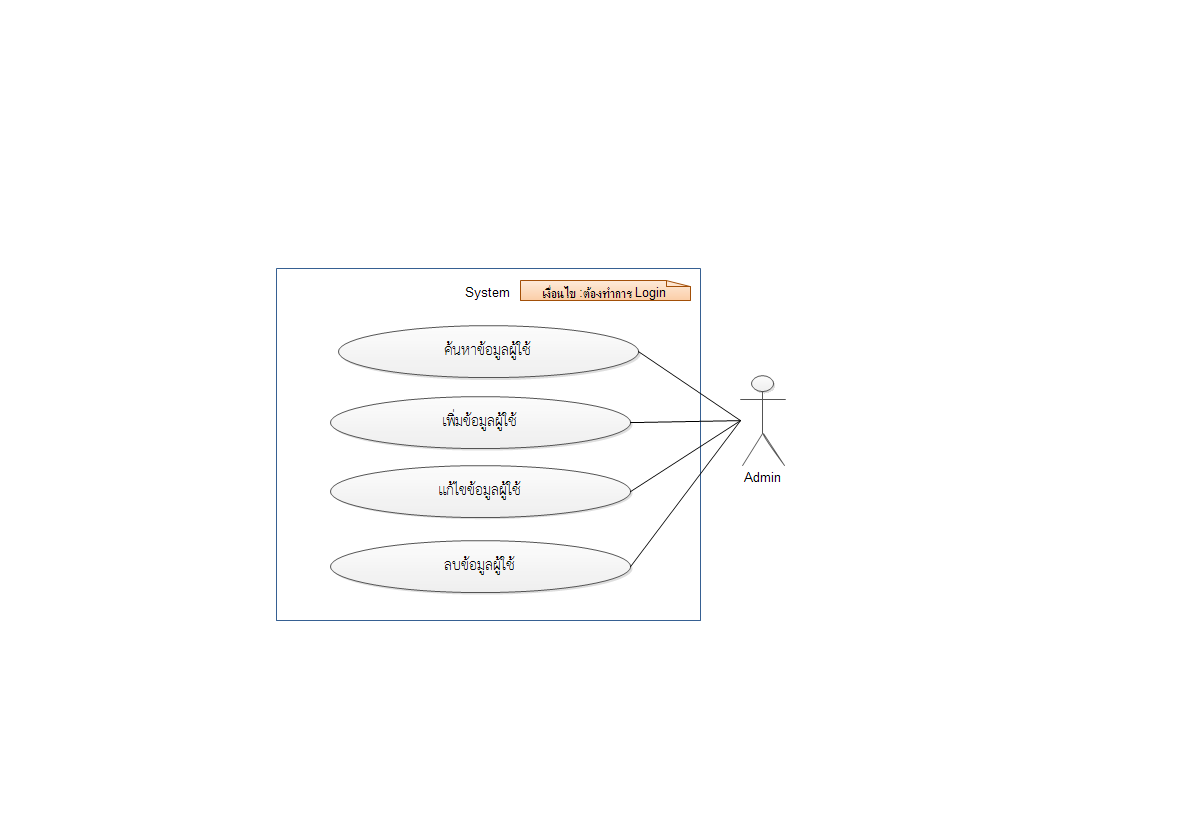 System
เงื่อนไข :ต้องทำการ Login
ค้นหาข้อมูลผู้ใช้
เพิ่มข้อมูลผู้ใช้
แก้ไขข้อมูลผู้ใช้
ลบข้อมูลผู้ใช้
Admin